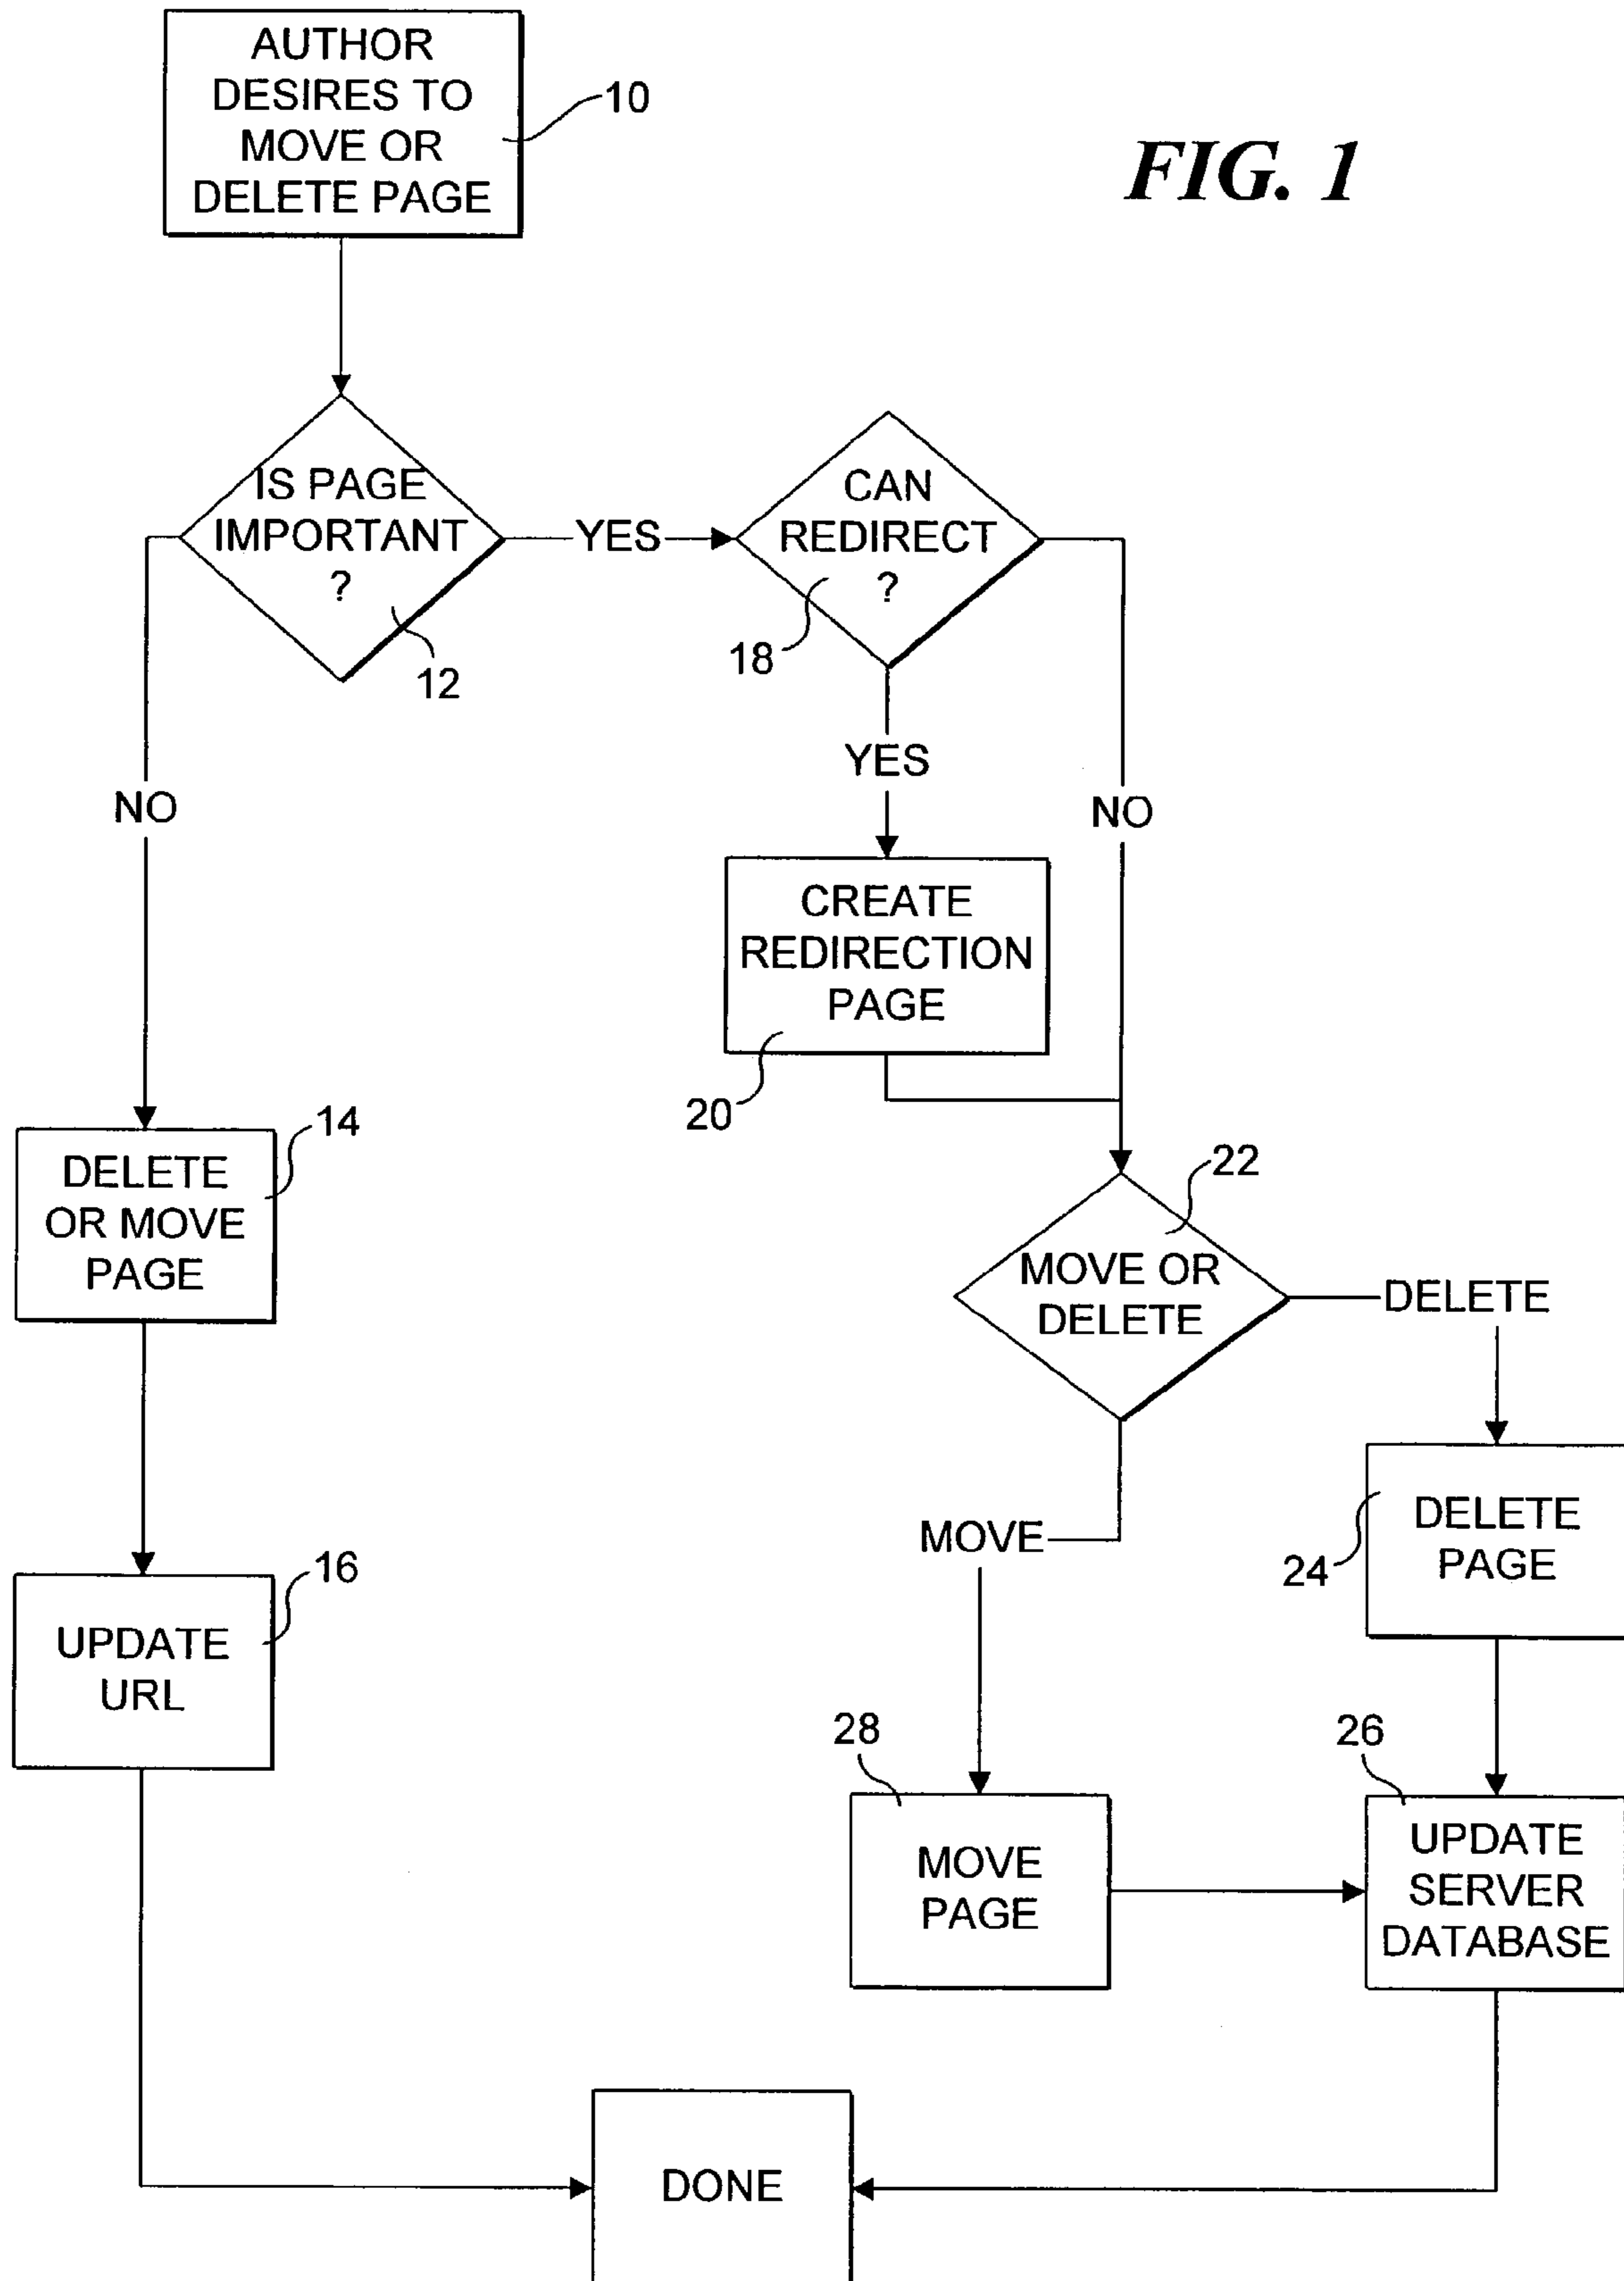 AUTHOR
DESIRES TO
MOVE OR
DELETE PAGE
10
FIG. 1
IS PAGE
IMPORTANT
?
12
YES
CAN
REDIRECT
?
18
YES
NO
NO
CREATE
REDIRECTION
PAGE
20
14
DELETE
OR MOVE
PAGE
22
MOVE OR
DELETE
DELETE
MOVE
24
DELETE
PAGE
16
UPDATE
URL
28
MOVE
PAGE
26
UPDATE
SERVER
DATABASE
DONE